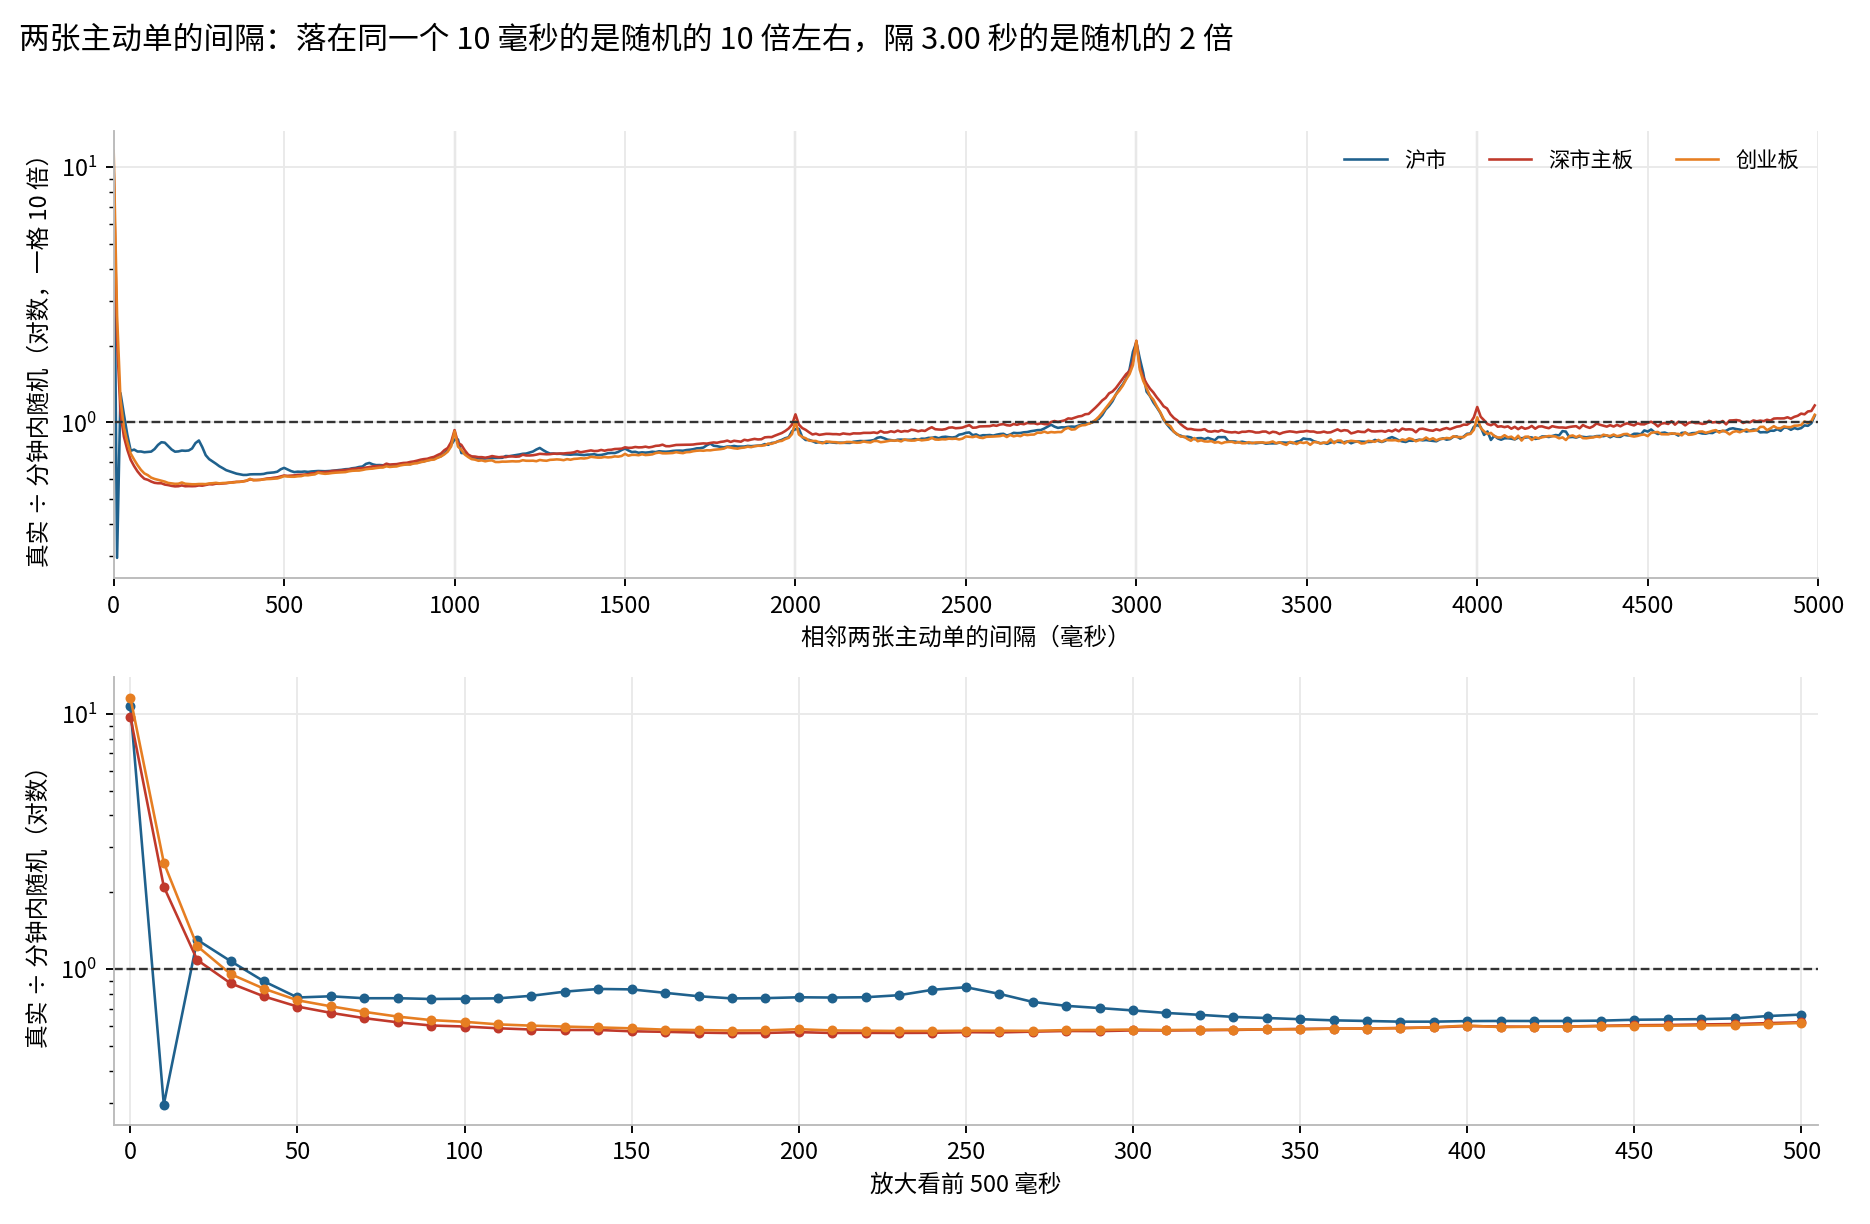 两张主动单的间隔：落在同一个 10 毫秒的是随机的 10 倍左右，隔 3.00 秒的是随机的 2 倍
真实 ÷ 分钟内随机（对数，一格 10 倍）
10¹
10⁰
沪市 深市主板 创业板
0 500 1000 1500 2000 2500 3000 3500 4000 4500 5000
相邻两张主动单的间隔（毫秒）
真实 ÷ 分钟内随机（对数）
10¹
10⁰
0 50 100 150 200 250 300 350 400 450 500
放大看前 500 毫秒